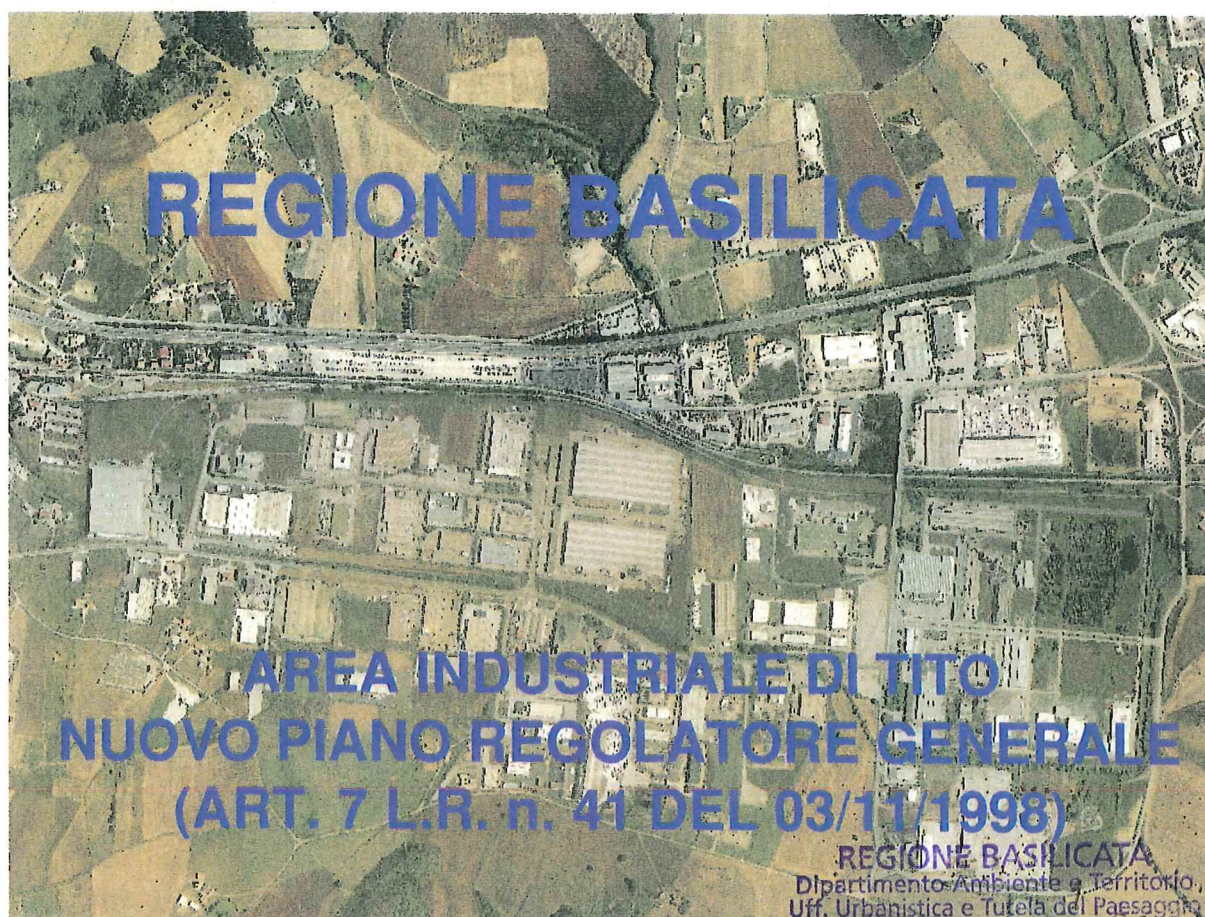 REGIONE BASILICATA
AREA INDUSTRIALE DI TITO
NUOVO PIANO REGOLATORE GENERALE
(ART. 7 L.R. n. 41 DEL 03/11/1998)
REGIONE BASILICATA
Dipartimento Ambiente e Territorio,
Uff. Urbanistica e Tutela del Paesaggio